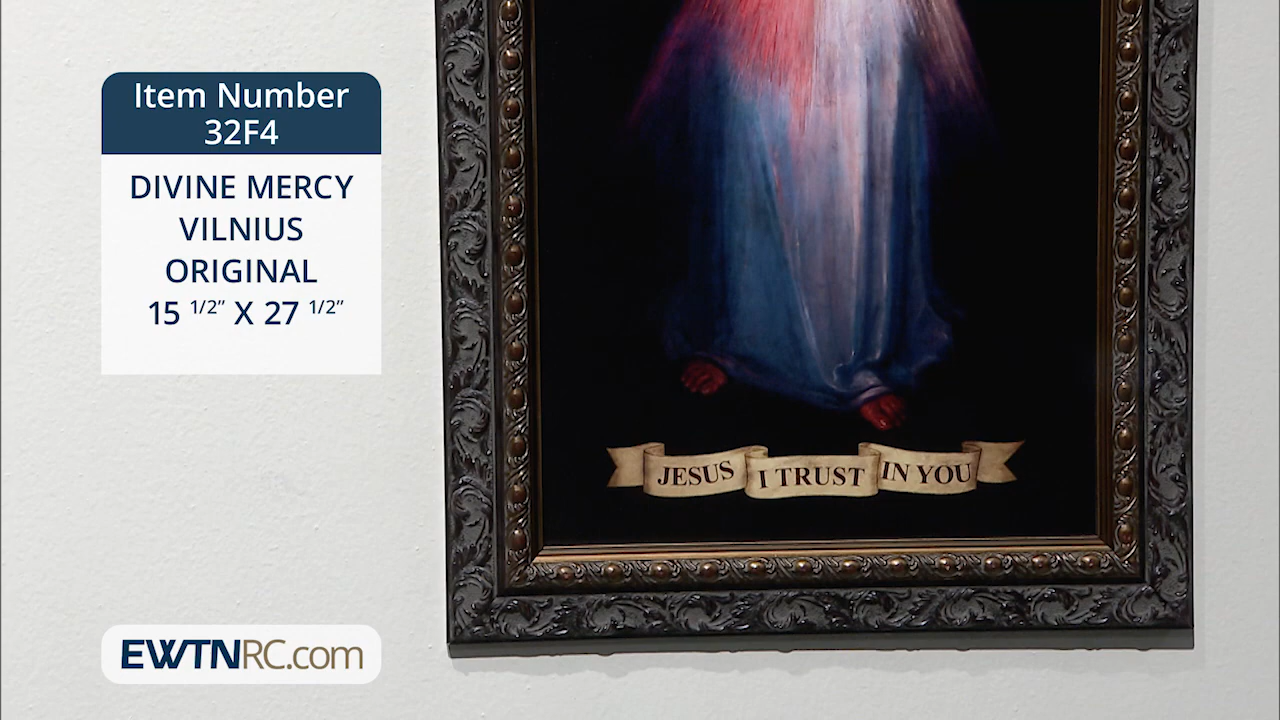 Item Number
32F4
DIVINE MERCY
VILNIUS
ORIGINAL
15 1/2” X 27 1/2”
JESUS I TRUST IN YOU
EWTNRC.com